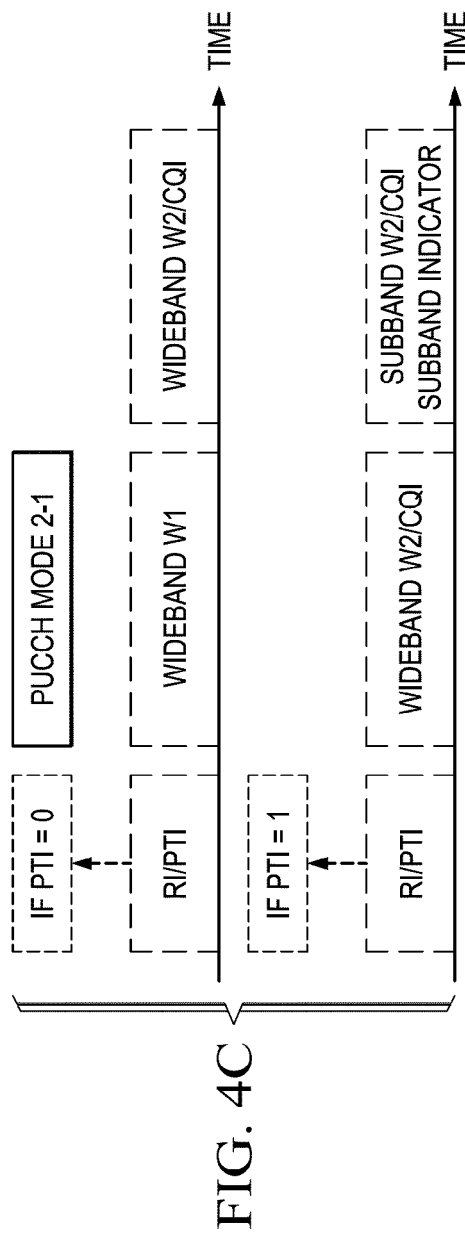 FIG. 4C
IF PTI = 0
PUCCH MODE 2-1
RI/PTI
WIDEBAND W1
WIDEBAND W2/CQI
TIME
IF PTI = 1
RI/PTI
WIDEBAND W2/CQI
SUBBAND W2/CQI
SUBBAND INDICATOR
TIME